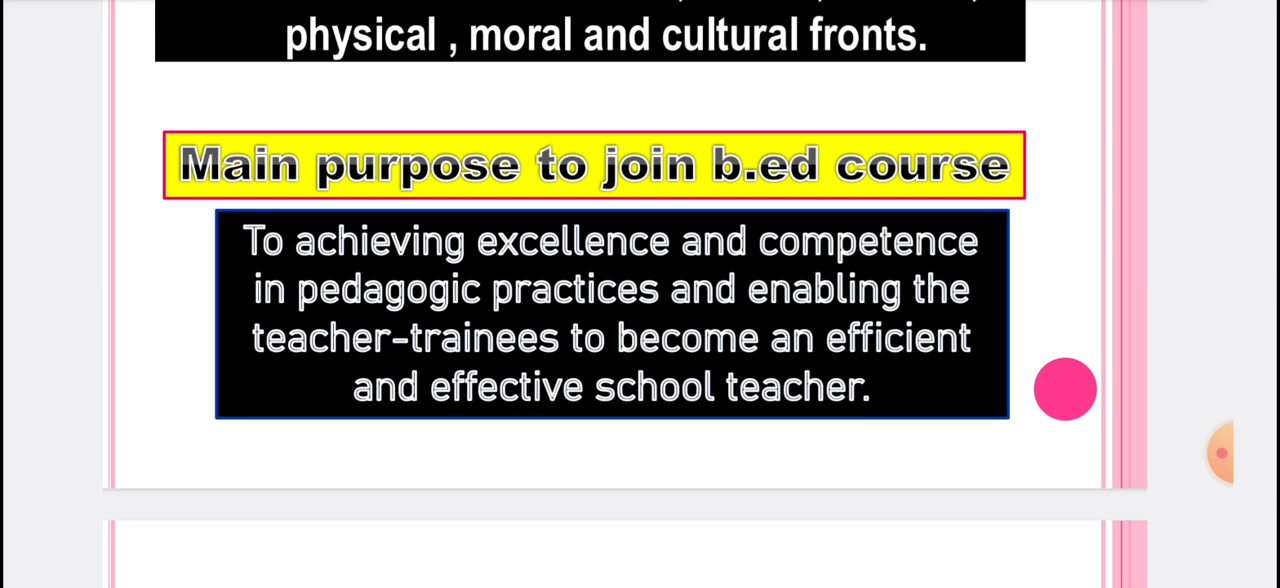 physical , moral and cultural fronts.
Main purpose to join b.ed course
To achieving excellence and competence
in pedagogic practices and enabling the
teacher-trainees to become an efficient
and effective school teacher.